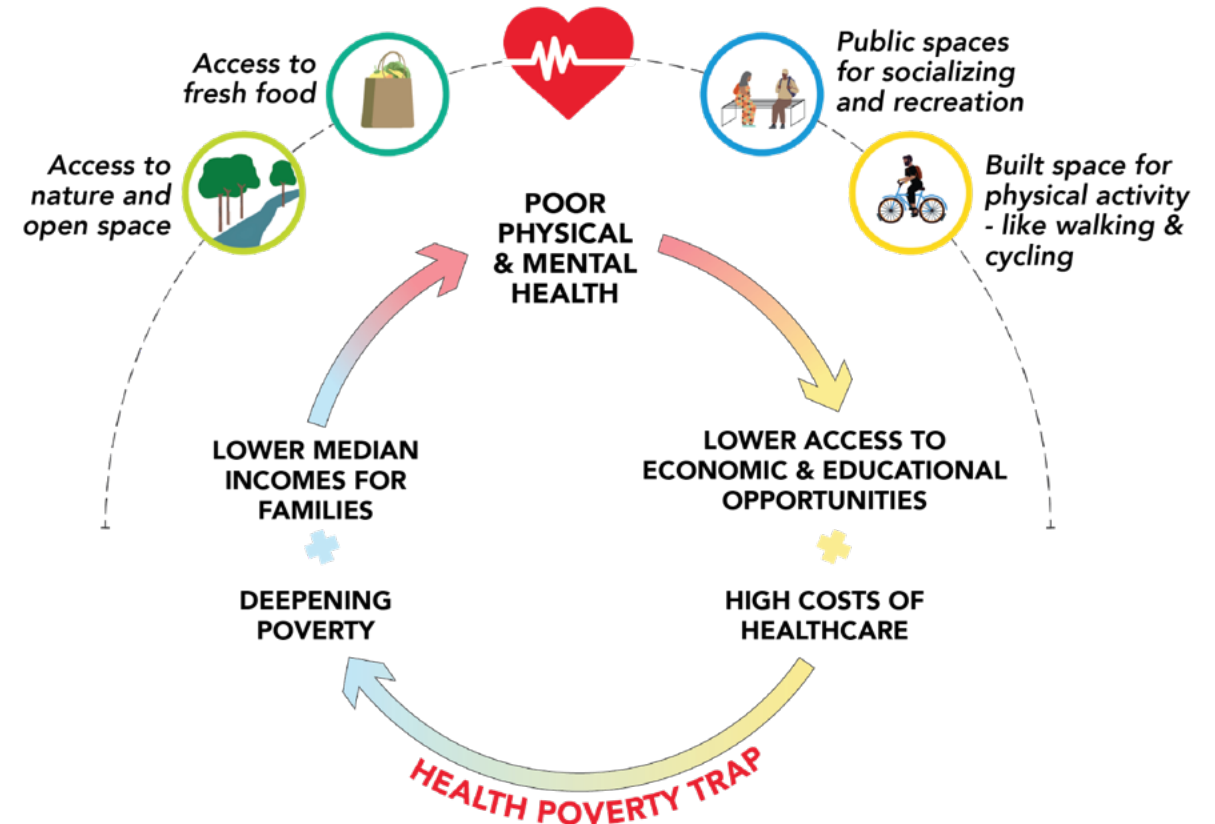 Access to
fresh food
Public spaces
for socializing
and recreation
Access to
nature and
open space
Built space for
physical activity
- like walking &
cycling
POOR
PHYSICAL
& MENTAL
HEALTH
LOWER MEDIAN
INCOMES FOR
FAMILIES
LOWER ACCESS TO
ECONOMIC & EDUCATIONAL
OPPORTUNITIES
DEEPENING
POVERTY
HIGH COSTS OF
HEALTHCARE
HEALTH POVERTY TRAP